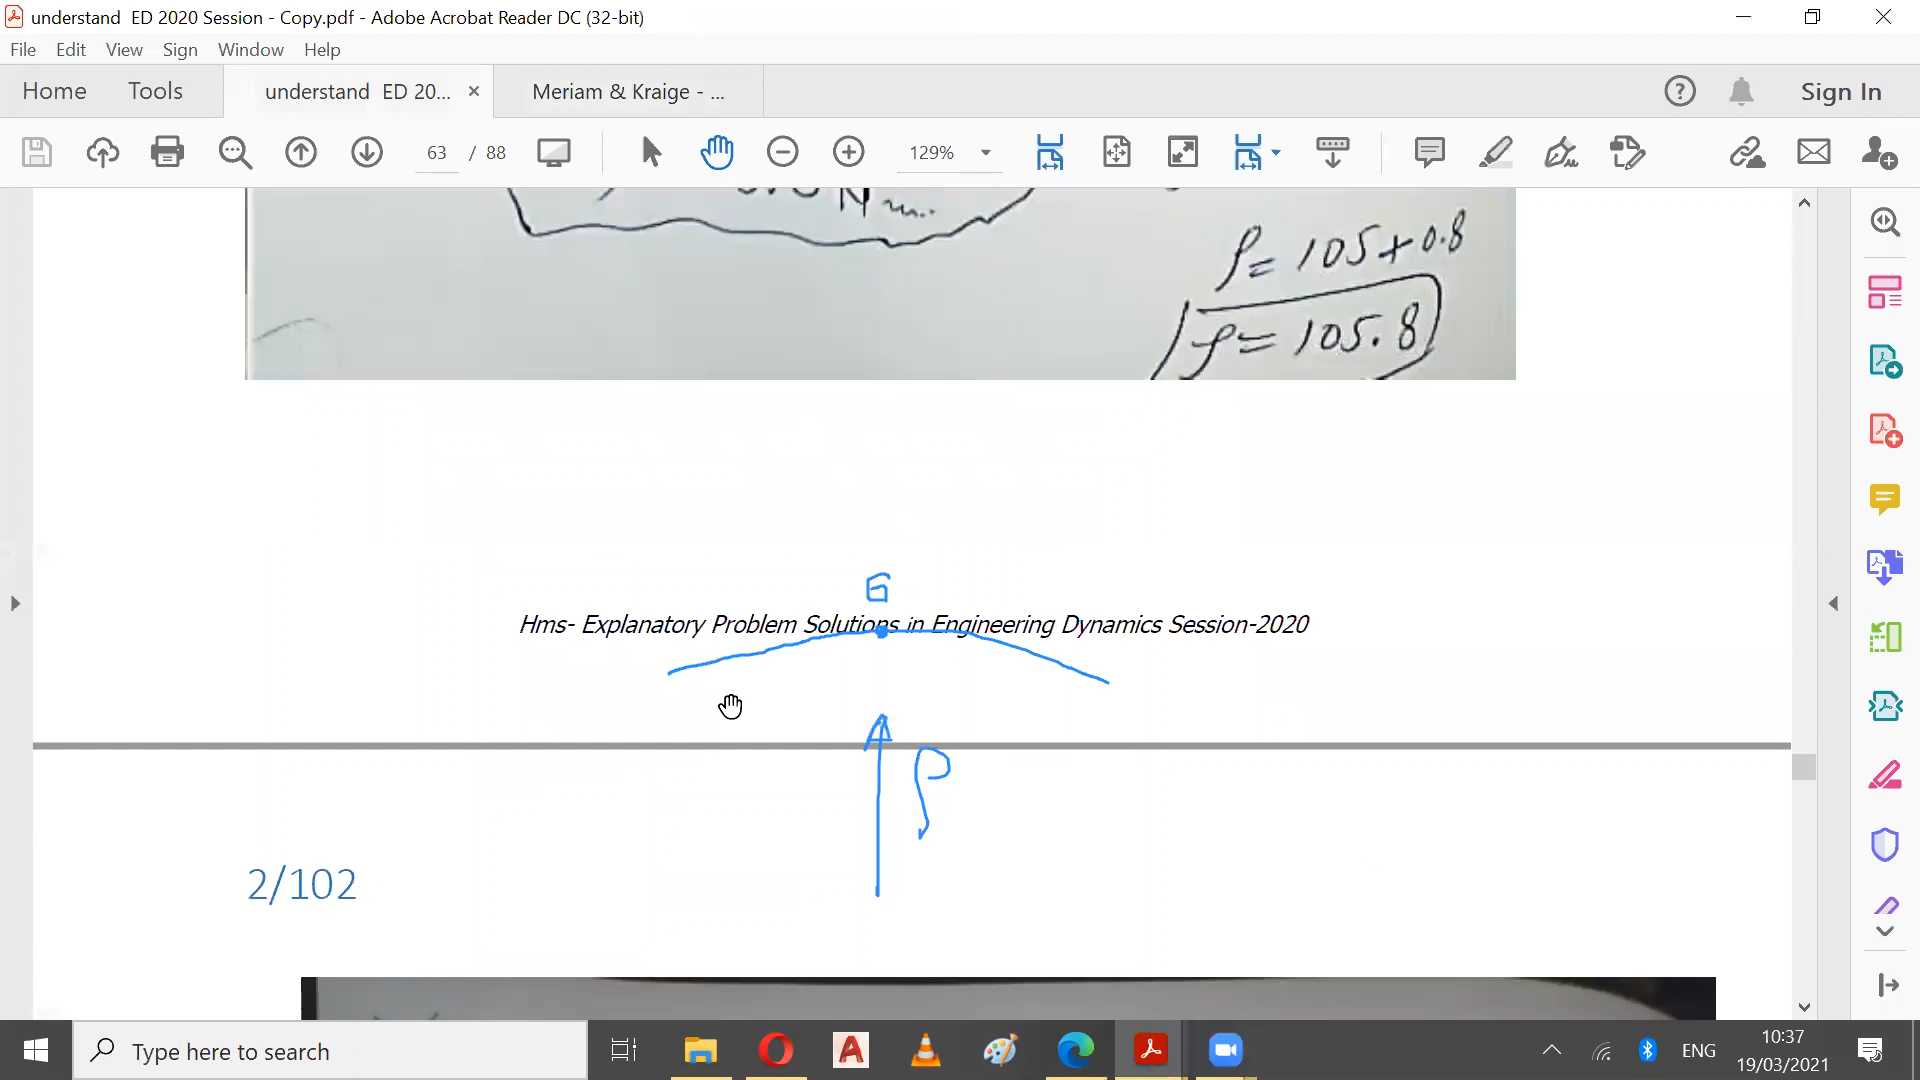 understand ED 2020 Session - Copy.pdf - Adobe Acrobat Reader DC (32-bit)
File Edit View Sign Window Help
Home Tools understand ED 20... × Meriam & Kraige - ... Sign In
63 / 88 129%
ρ= 105+0.8
ρ= 105.8
G
Hms- Explanatory Problem Solutions in Engineering Dynamics Session-2020
ρ
2/102
Type here to search
ENG
10:37
19/03/2021